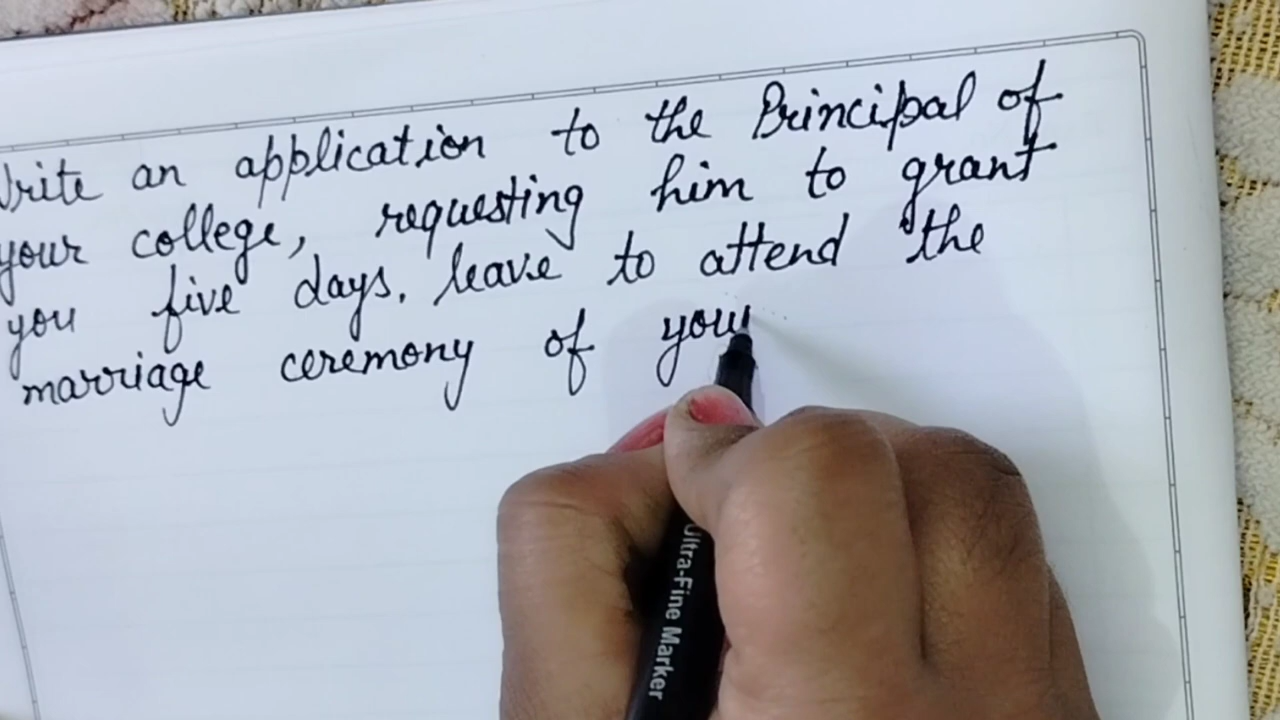 Write an application to the Principal of
your college, requesting him to grant
you five days. leave to attend the
marriage ceremony of your
Ultra-Fine Marker